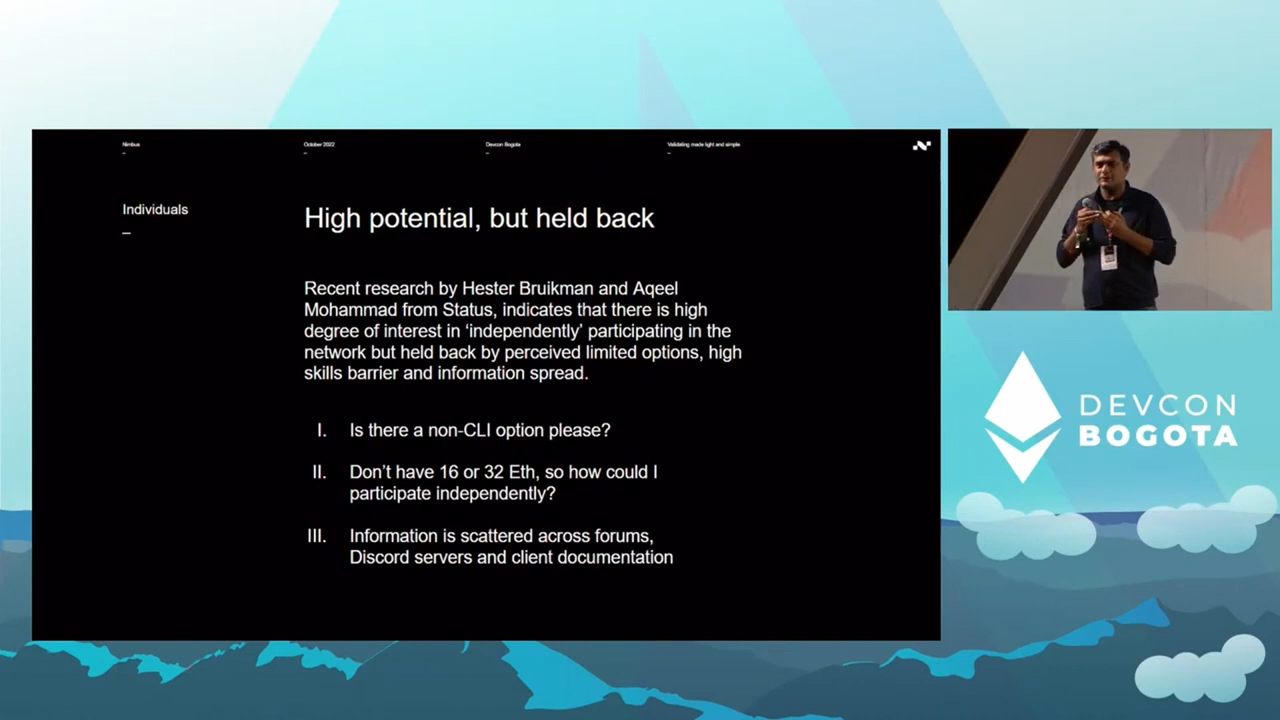 Nimbus
October 2022
Devcon Bogota
Validating made light and simple
Individuals
High potential, but held back
Recent research by Hester Bruikman and Aqeel
Mohammad from Status, indicates that there is high
degree of interest in ‘independently’ participating in the
network but held back by perceived limited options, high
skills barrier and information spread.
I. Is there a non-CLI option please?
II. Don’t have 16 or 32 Eth, so how could I
participate independently?
III. Information is scattered across forums,
Discord servers and client documentation
DEVCON
BOGOTA